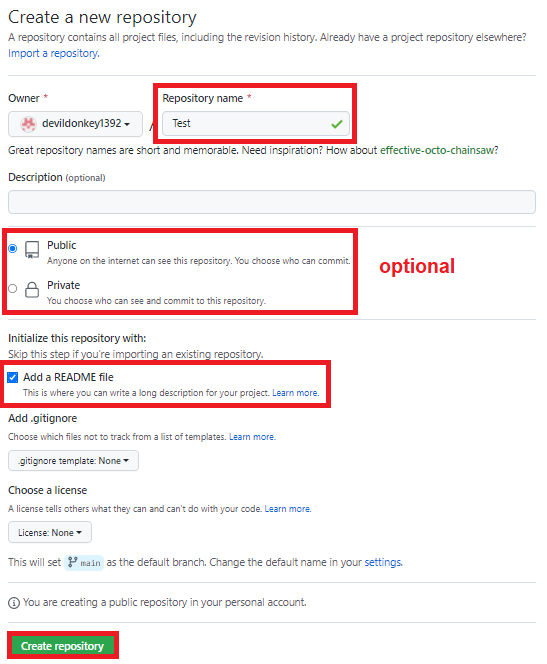 Create a new repository
A repository contains all project files, including the revision history. Already have a project repository elsewhere?
Import a repository.
Owner * Repository name *
devildonkey1392 / Test
Great repository names are short and memorable. Need inspiration? How about effective-octo-chainsaw?
Description (optional)
Public
Anyone on the internet can see this repository. You choose who can commit.
optional
Private
You choose who can see and commit to this repository.
Initialize this repository with:
Skip this step if you're importing an existing repository.
Add a README file
This is where you can write a long description for your project. Learn more.
Add .gitignore
Choose which files not to track from a list of templates. Learn more.
.gitignore template: None
Choose a license
A license tells others what they can and can't do with your code. Learn more.
License: None
This will set main as the default branch. Change the default name in your settings.
You are creating a public repository in your personal account.
Create repository